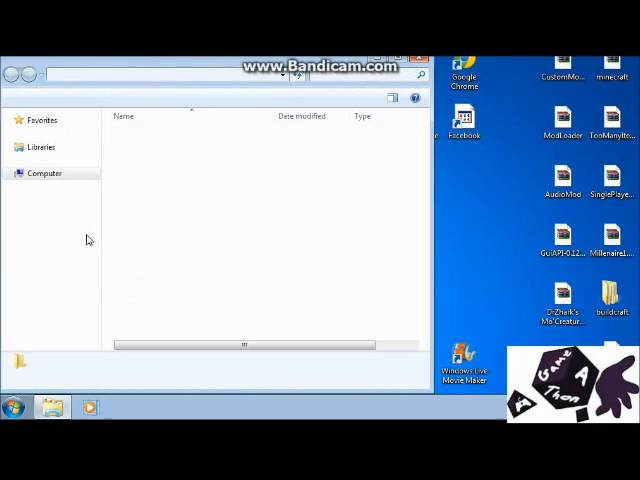 www.Bandicam.com
Favorites
Libraries
Computer
Name
Date modified
Type
Google
Chrome
CustomMo...
minecraft
Facebook
ModLoader
TooManyIte...
AudioMod
SinglePlaye...
GuiAPI-0.12...
Millenaire1...
DrZhark's
Mo'Creatur...
buildcraft
Windows Live
Movie Maker
Game
A
Thon